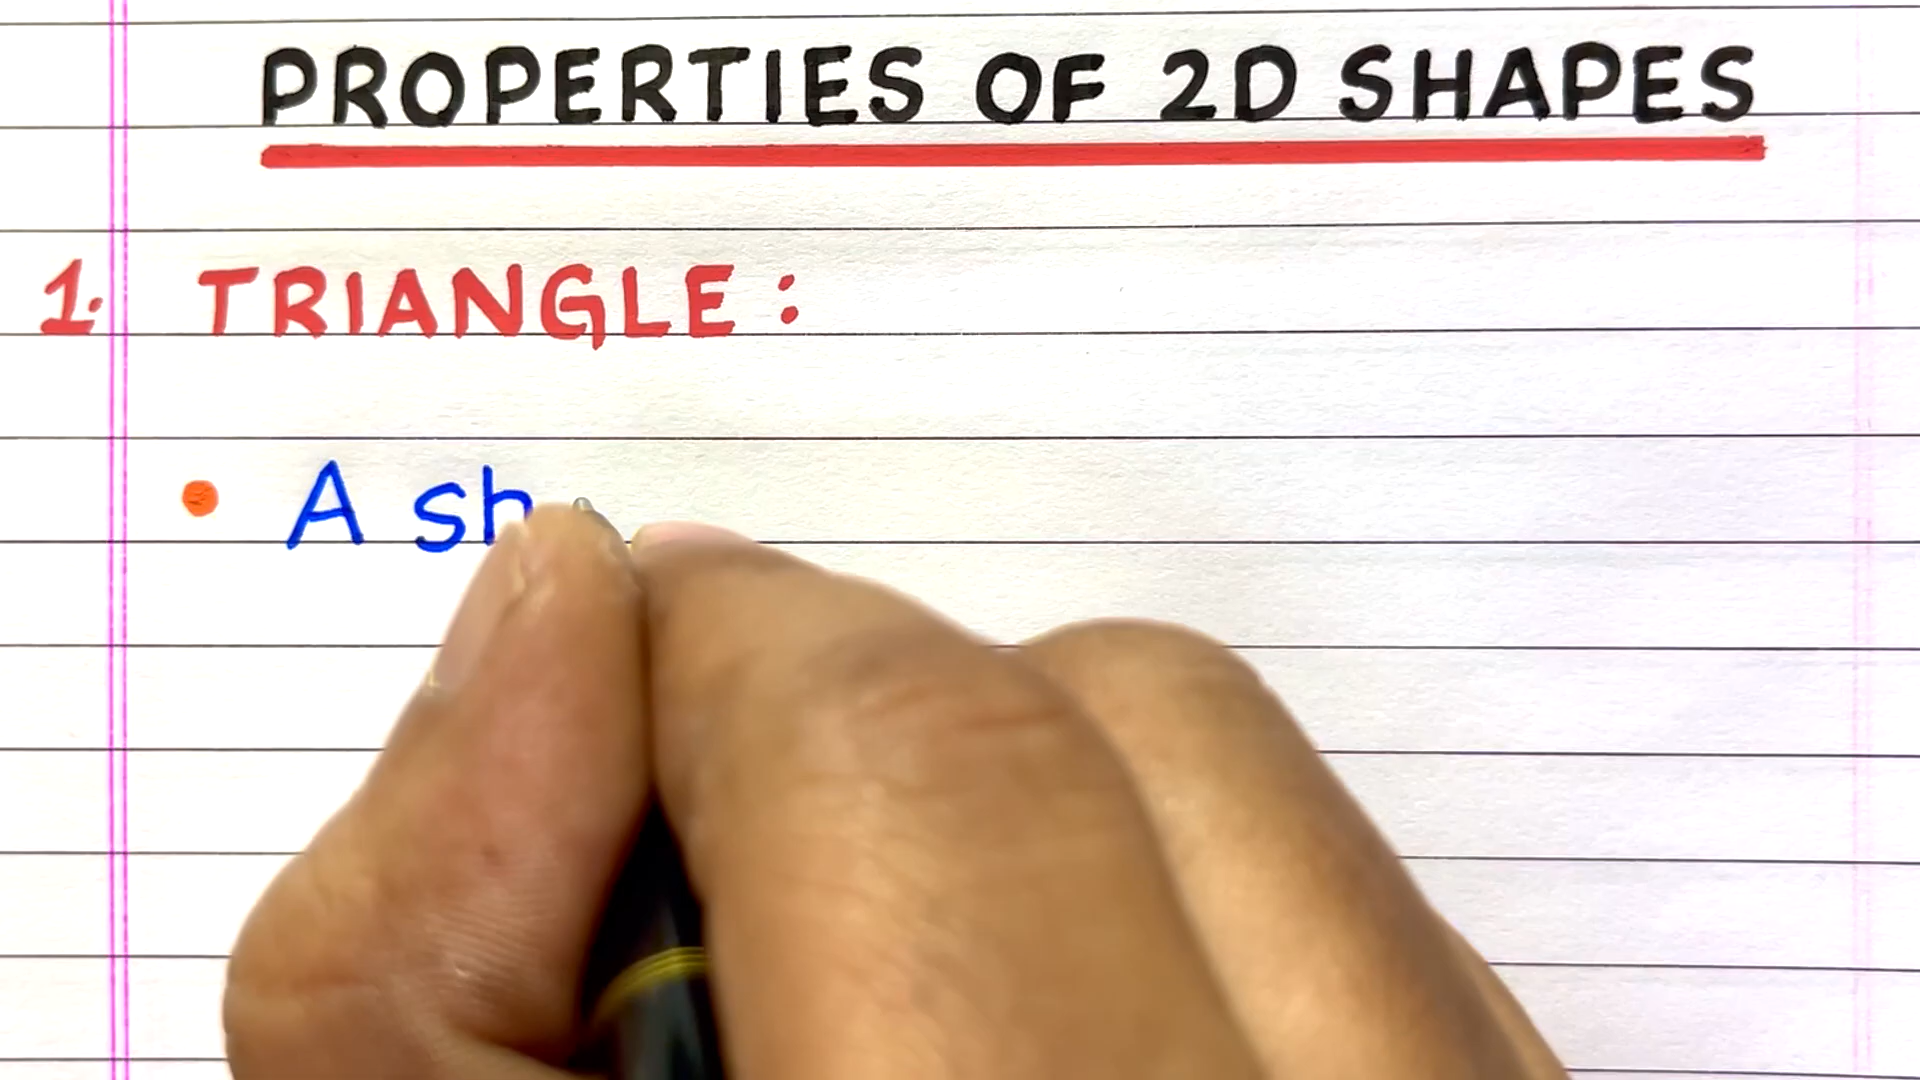 PROPERTIES OF 2D SHAPES
1. TRIANGLE:
• A sh